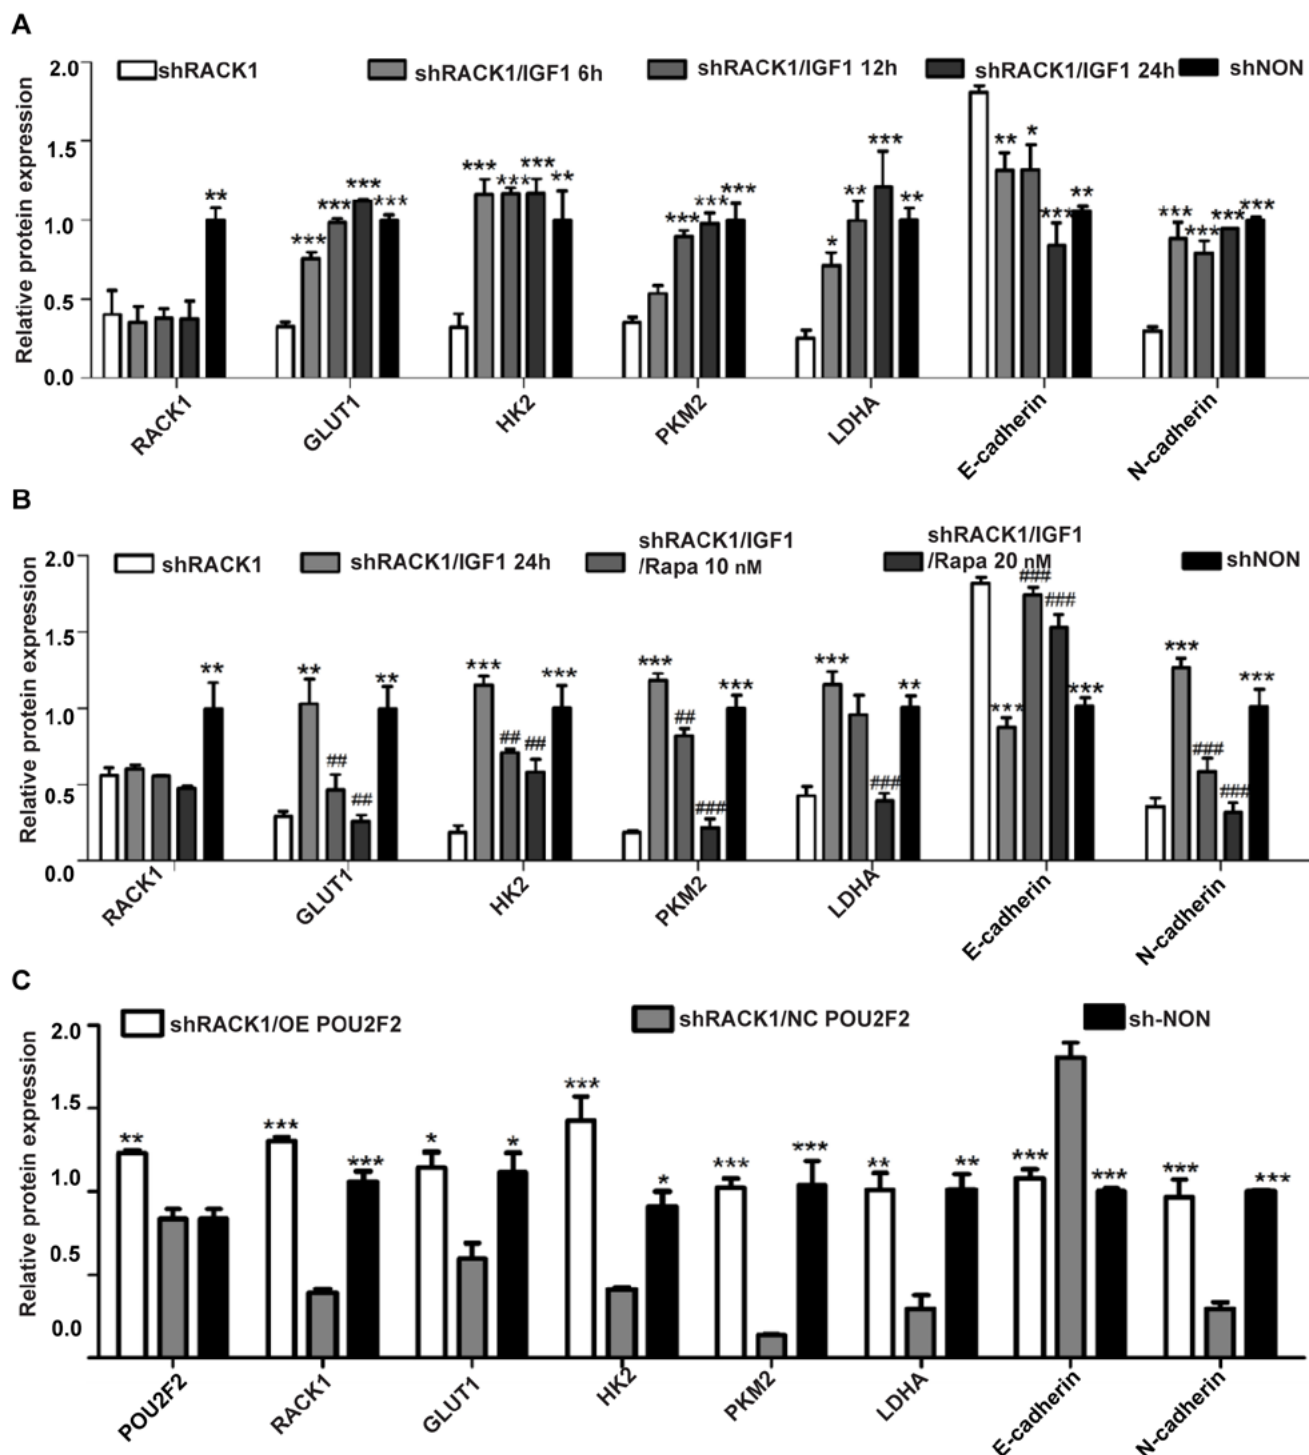 A
2.0 shRACK1 shRACK1/IGF1 6h shRACK1/IGF1 12h shRACK1/IGF1 24h shNON
Relative protein expression
1.5
1.0
0.5
0.0
** *** *** *** *** *** *** *** ** *** *** *** * ** *** ** ** * *** ** *** *** *** ***
RACK1 GLUT1 HK2 PKM2 LDHA E-cadherin N-cadherin
B
2.0 shRACK1 shRACK1/IGF1 24h shRACK1/IGF1
/Rapa 10 nM shRACK1/IGF1
/Rapa 20 nM shNON
Relative protein expression
1.5
1.0
0.5
0.0
** ** ## ## ** *** ## ## *** *** ## ### *** *** ### ** *** ### ### *** *** ### ### ***
RACK1 GLUT1 HK2 PKM2 LDHA E-cadherin N-cadherin
C
2.0 shRACK1/OE POU2F2 shRACK1/NC POU2F2 sh-NON
Relative protein expression
1.5
1.0
0.5
0.0
** *** *** * * *** * *** *** ** ** *** *** *** ***
POU2F2 RACK1 GLUT1 HK2 PKM2 LDHA E-cadherin N-cadherin